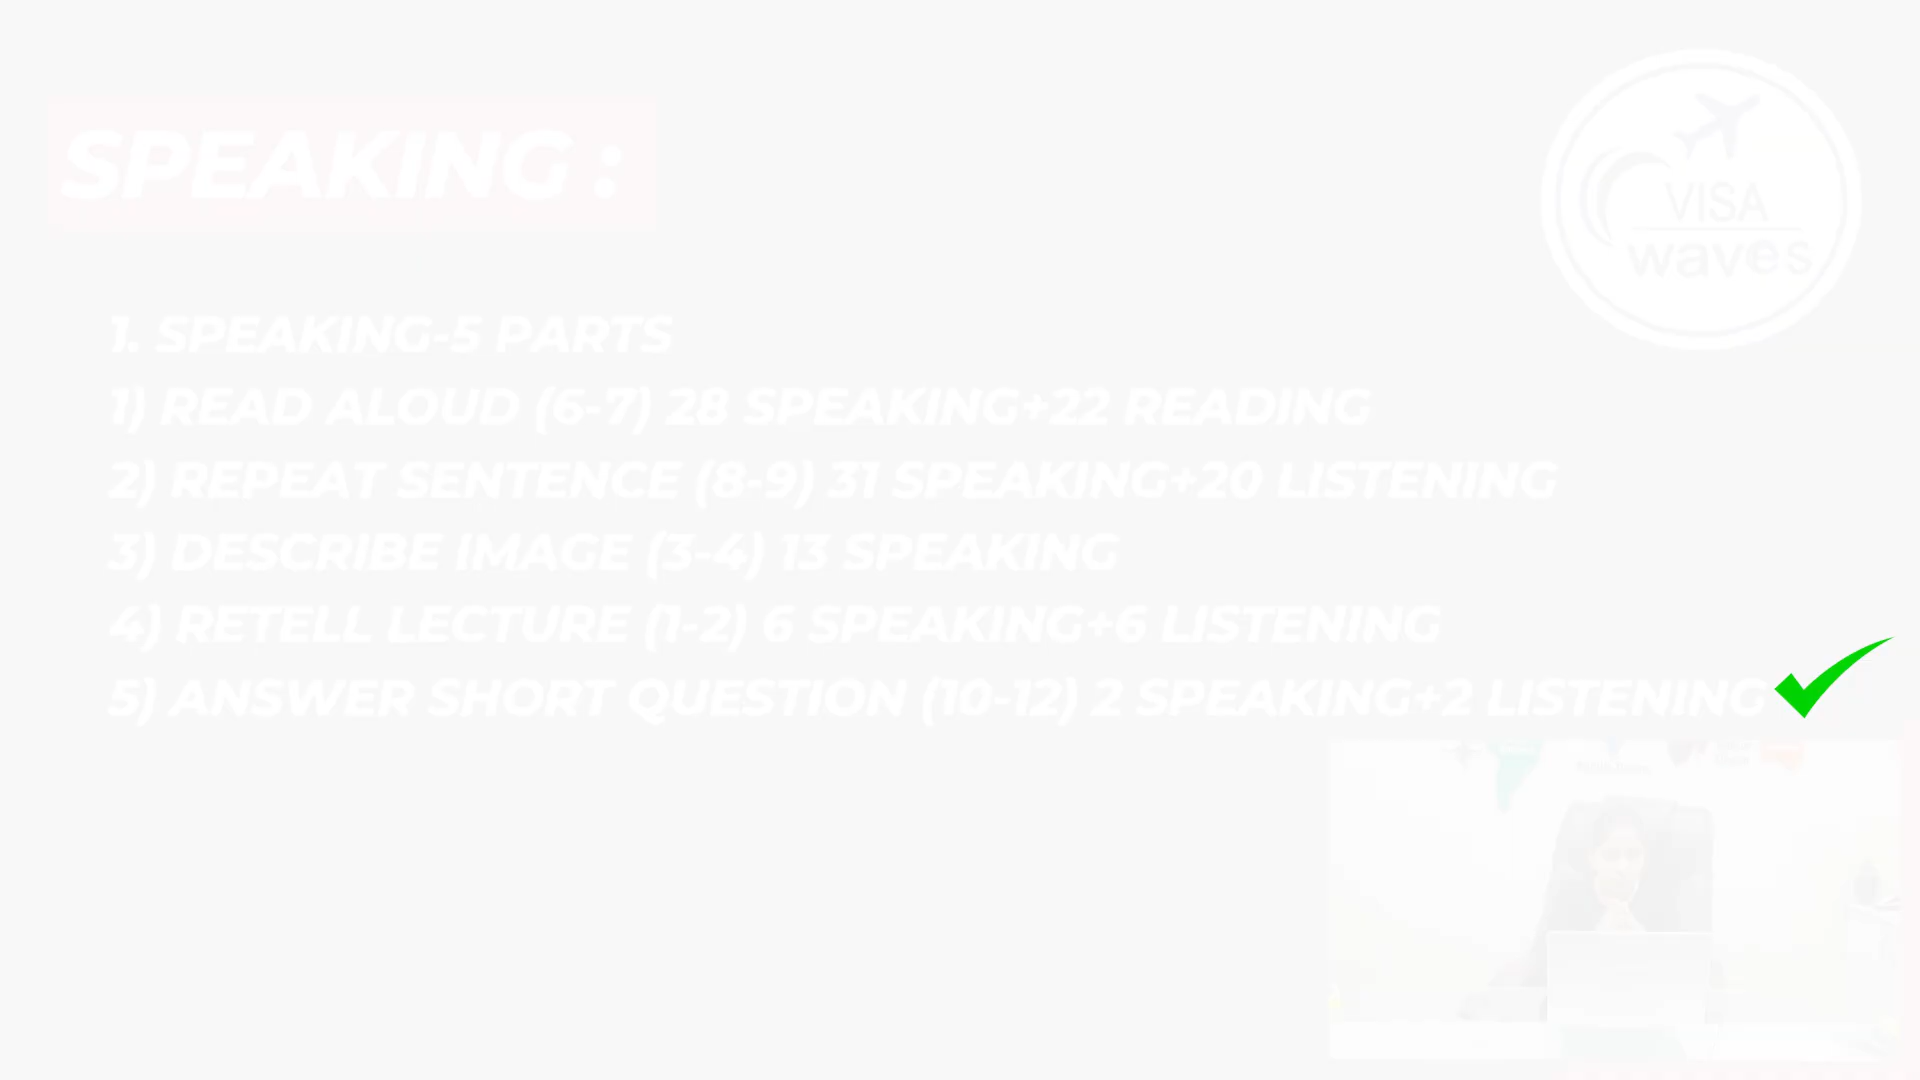 SPEAKING :
VISA
waves
1. SPEAKING-5 PARTS
1) READ ALOUD (6-7) 28 SPEAKING+22 READING
2) REPEAT SENTENCE (8-9) 31 SPEAKING+20 LISTENING
3) DESCRIBE IMAGE (3-4) 13 SPEAKING
4) RETELL LECTURE (1-2) 6 SPEAKING+6 LISTENING
5) ANSWER SHORT QUESTION (10-12) 2 SPEAKING+2 LISTENING